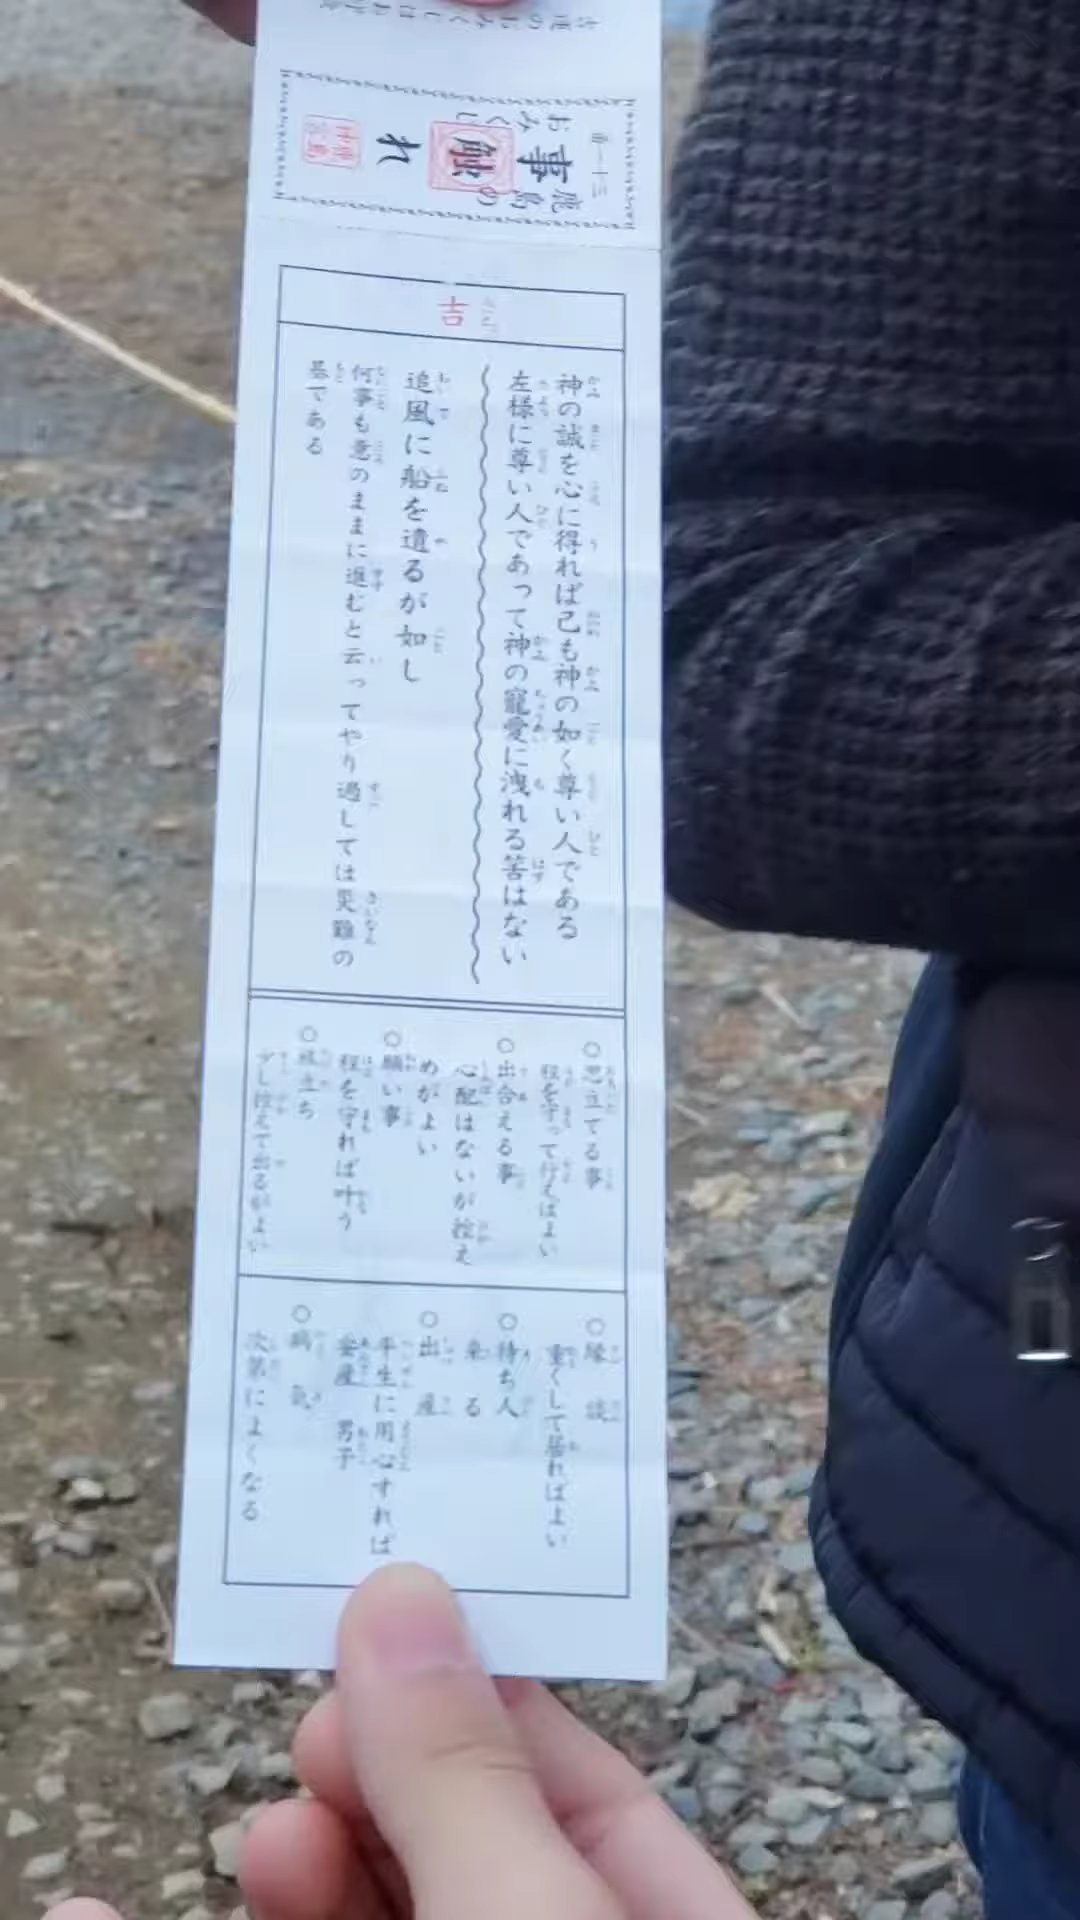 鹿島の
事触れ
おみくじ
吉
神の誠を心に得れば己も神の如く尊い人である
左様に尊い人であって神の寵愛に洩れる筈はない
追風に船を遣るが如し
何事も意のままに進むと云ってやり過しては災難の
基である
○思立てる事
程を守って行えばよい
○出合える事
心配はないが控え
めがよい
○願い事
程を守れば叶う
○旅立ち
少し控えて出るがよい
○縁談
重くして居ればよい
○待ち人
来る
○出産
平生に用心すれば
安産 男子
○病氣
次第によくなる